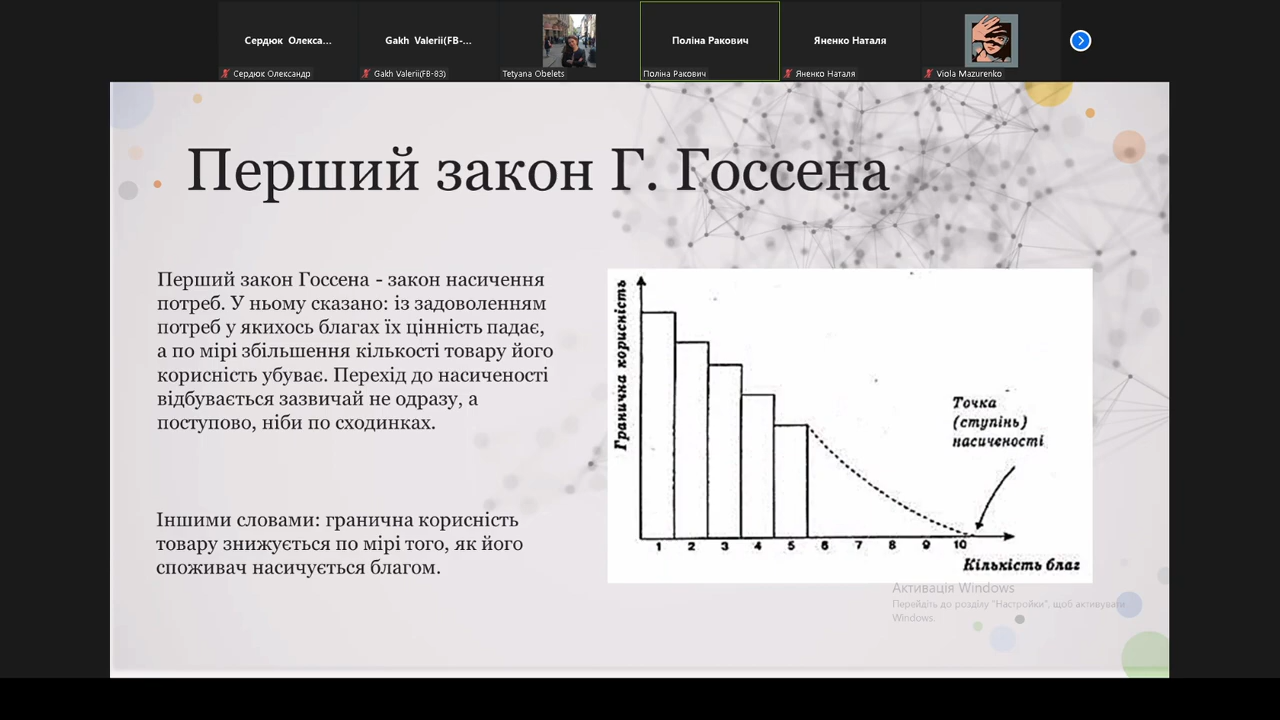 Сердюк Олекса...
Gakh Valerii(FB-...
Поліна Ракович
Яненко Наталя
Сердюк Олександр
Gakh Valerii(FB-83)
Tetyana Obelets
Поліна Ракович
Яненко Наталя
Viola Mazurenko
Перший закон Г. Госсена
Перший закон Госсена - закон насичення
потреб. У ньому сказано: із задоволенням
потреб у якихось благах їх цінність падає,
а по мірі збільшення кількості товару його
корисність убуває. Перехід до насиченості
відбувається зазвичай не одразу, а
поступово, ніби по сходинках.
Іншими словами: гранична корисність
товару знижується по мірі того, як його
споживач насичується благом.
Гранична корисність
Точка
(ступінь)
насиченості
1 2 3 4 5 6 7 8 9 10
Кількість благ
Активація Windows
Перейдіть до розділу "Настройки", щоб активувати
Windows.